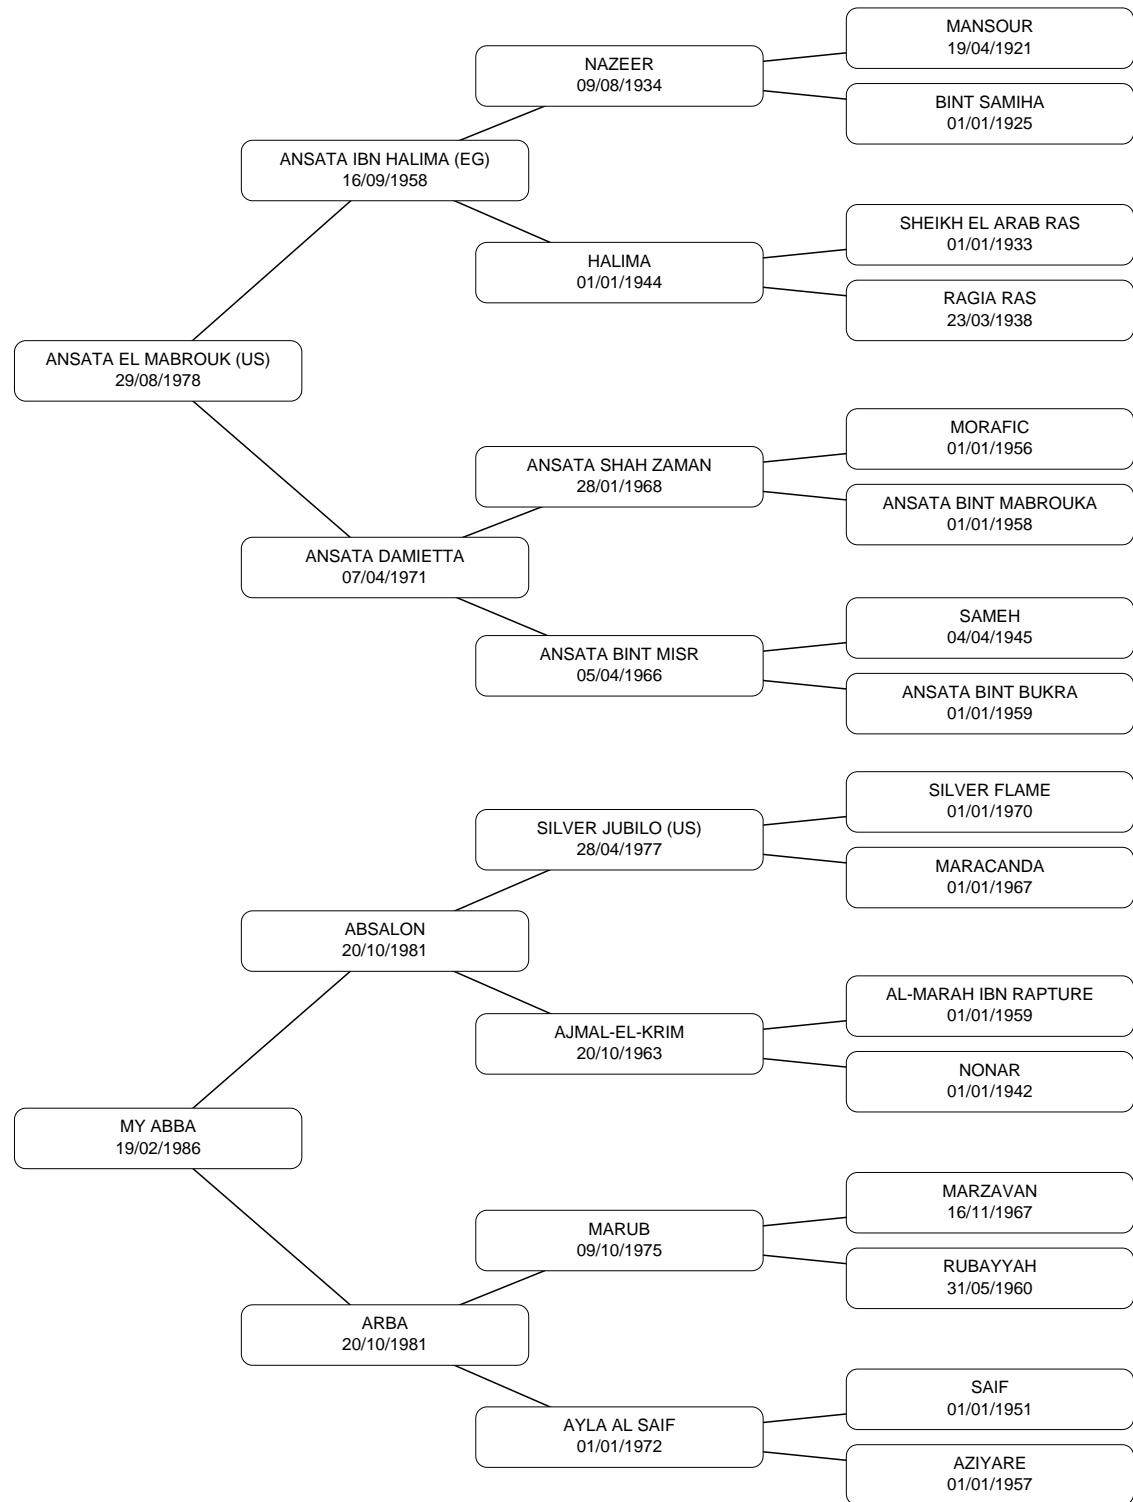 MANSOUR
19/04/1921
NAZEER
09/08/1934
BINT SAMIHA
01/01/1925
ANSATA IBN HALIMA (EG)
16/09/1958
SHEIKH EL ARAB RAS
01/01/1933
HALIMA
01/01/1944
RAGIA RAS
23/03/1938
ANSATA EL MABROUK (US)
29/08/1978
MORAFIC
01/01/1956
ANSATA SHAH ZAMAN
28/01/1968
ANSATA BINT MABROUKA
01/01/1958
ANSATA DAMIETTA
07/04/1971
SAMEH
04/04/1945
ANSATA BINT MISR
05/04/1966
ANSATA BINT BUKRA
01/01/1959
SILVER FLAME
01/01/1970
SILVER JUBILO (US)
28/04/1977
MARACANDA
01/01/1967
ABSALON
20/10/1981
AL-MARAH IBN RAPTURE
01/01/1959
AJMAL-EL-KRIM
20/10/1963
NONAR
01/01/1942
MY ABBA
19/02/1986
MARZAVAN
16/11/1967
MARUB
09/10/1975
RUBAYYAH
31/05/1960
ARBA
20/10/1981
SAIF
01/01/1951
AYLA AL SAIF
01/01/1972
AZIYARE
01/01/1957